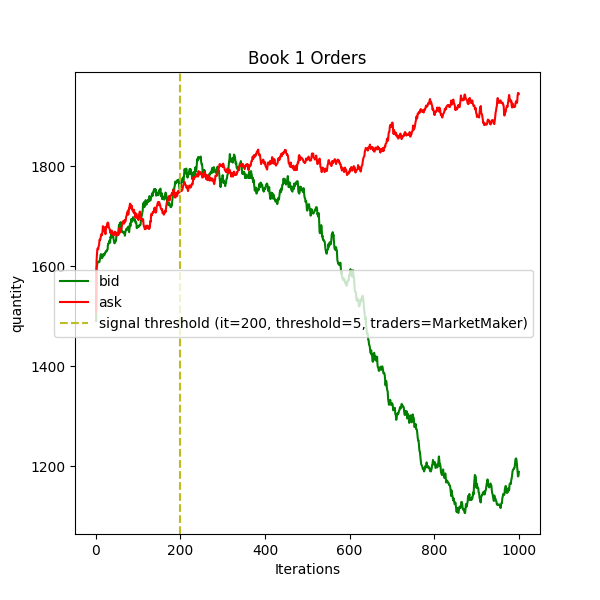 Book 1 Orders
quantity
1800
1600
1400
1200
bid
ask
signal threshold (it=200, threshold=5, traders=MarketMaker)
0 200 400 600 800 1000
Iterations